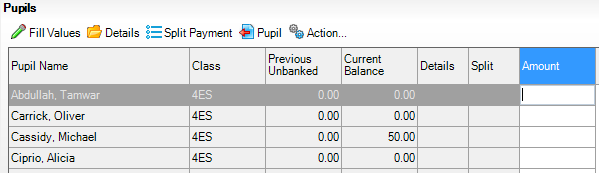 Pupils
Fill Values Details Split Payment Pupil Action...
Pupil Name Class Previous Unbanked Current Balance Details Split Amount
Abdullah, Tamwar 4ES 0.00 0.00
Carrick, Oliver 4ES 0.00 0.00
Cassidy, Michael 4ES 0.00 50.00
Ciprio, Alicia 4ES 0.00 0.00